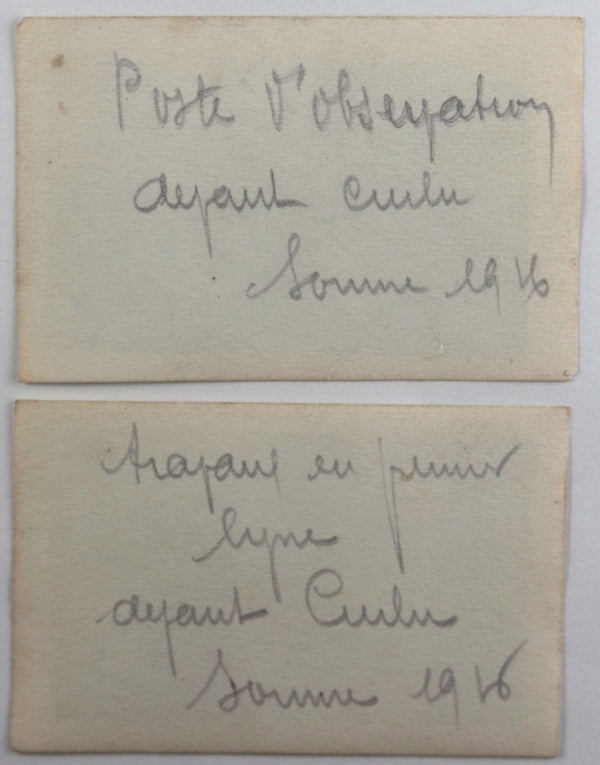 Poste d'observation
devant Curlu
Somme 1916
travaux en premier
ligne
devant Curlu
Somme 1916